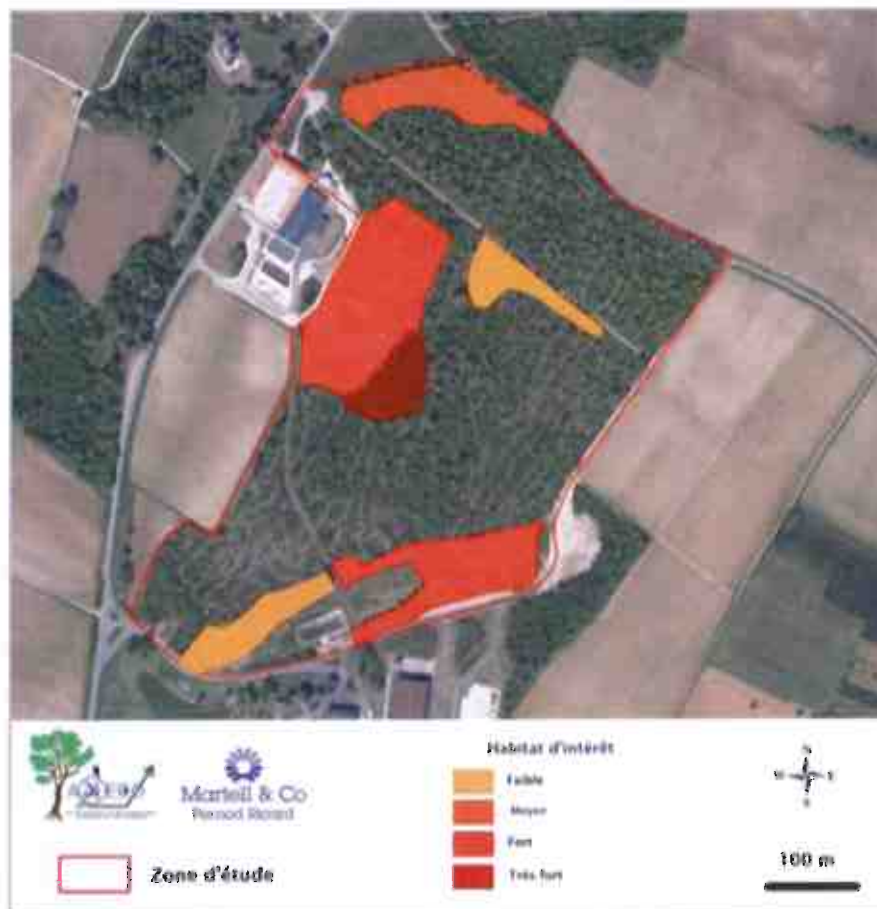 Habitat d'intérêt
Faible
Moyen
Fort
Très fort
Martell & Co
Pernod Ricard
Zone d'étude
N
W
E
S
100 m